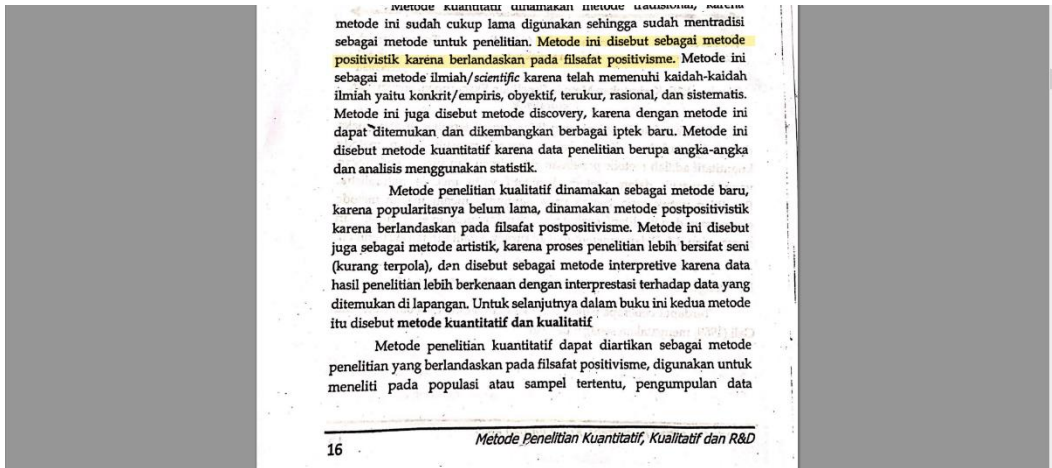 Metode kuantitatif dinamakan metode tradisional, karena
metode ini sudah cukup lama digunakan sehingga sudah mentradisi
sebagai metode untuk penelitian. Metode ini disebut sebagai metode
positivistik karena berlandaskan pada filsafat positivisme. Metode ini
sebagai metode ilmiah/scientific karena telah memenuhi kaidah-kaidah
ilmiah yaitu konkrit/empiris, obyektif, terukur, rasional, dan sistematis.
Metode ini juga disebut metode discovery, karena dengan metode ini
dapat ditemukan dan dikembangkan berbagai iptek baru. Metode ini
disebut metode kuantitatif karena data penelitian berupa angka-angka
dan analisis menggunakan statistik.
Metode penelitian kualitatif dinamakan sebagai metode baru,
karena popularitasnya belum lama, dinamakan metode postpositivistik
karena berlandaskan pada filsafat postpositivisme. Metode ini disebut
juga sebagai metode artistik, karena proses penelitian lebih bersifat seni
(kurang terpola), dan disebut sebagai metode interpretive karena data
hasil penelitian lebih berkenaan dengan interprestasi terhadap data yang
ditemukan di lapangan. Untuk selanjutnya dalam buku ini kedua metode
itu disebut metode kuantitatif dan kualitatif
Metode penelitian kuantitatif dapat diartikan sebagai metode
penelitian yang berlandaskan pada filsafat positivisme, digunakan untuk
meneliti pada populasi atau sampel tertentu, pengumpulan data
16
Metode Penelitian Kuantitatif, Kualitatif dan R&D